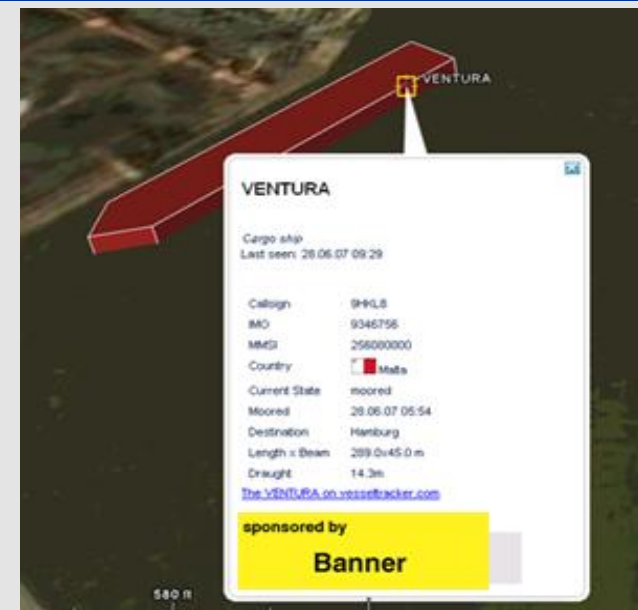 VENTURA
VENTURA
Cargo ship
Last seen: 28.06.07 09:29
Callsign 9HKL8
IMO 9346756
MMSI 256080000
Country Malta
Current State moored
Moored 28.06.07 05:54
Destination Hamburg
Length x Beam 289.0x45.0 m
Draught 14.3m
The VENTURA on vesseltracker.com
sponsored by
Banner
580 ft